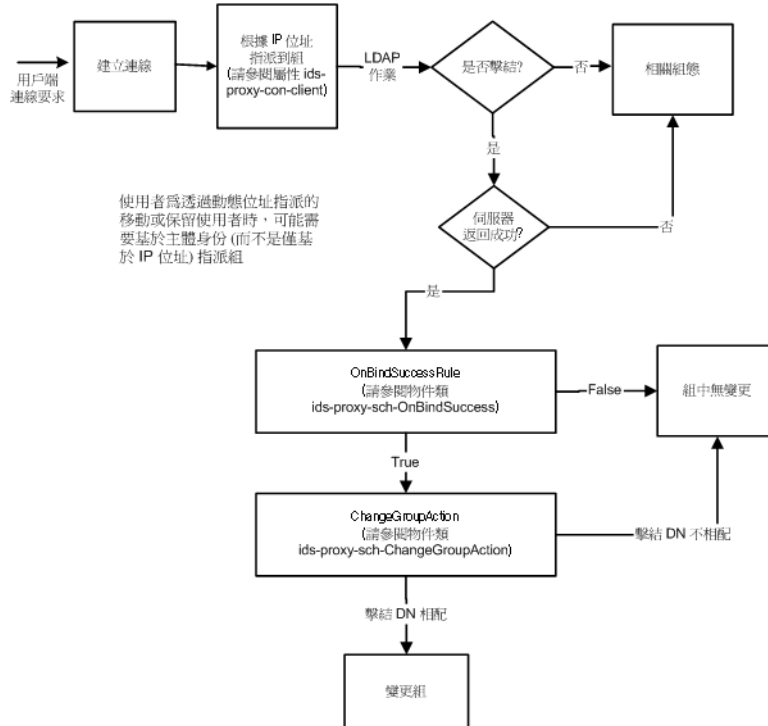 用戶端
連線要求
建立連線
根據 IP 位址
指派到組
(請參閱屬性 ids-
proxy-con-client)
LDAP
作業
是否擊結?
否
相關組態
是
使用者為透過動態位址指派的
移動或保留使用者時，可能需
要基於主體身份 (而不是僅基
於 IP 位址) 指派組
伺服器
返回成功?
否
是
OnBindSuccessRule
(請參閱物件類
ids-proxy-sch-OnBindSuccess)
False
組中無變更
True
ChangeGroupAction
(請參閱物件類
ids-proxy-sch-ChangeGroupAction)
擊結 DN 不相配
擊結 DN 相配
變更組